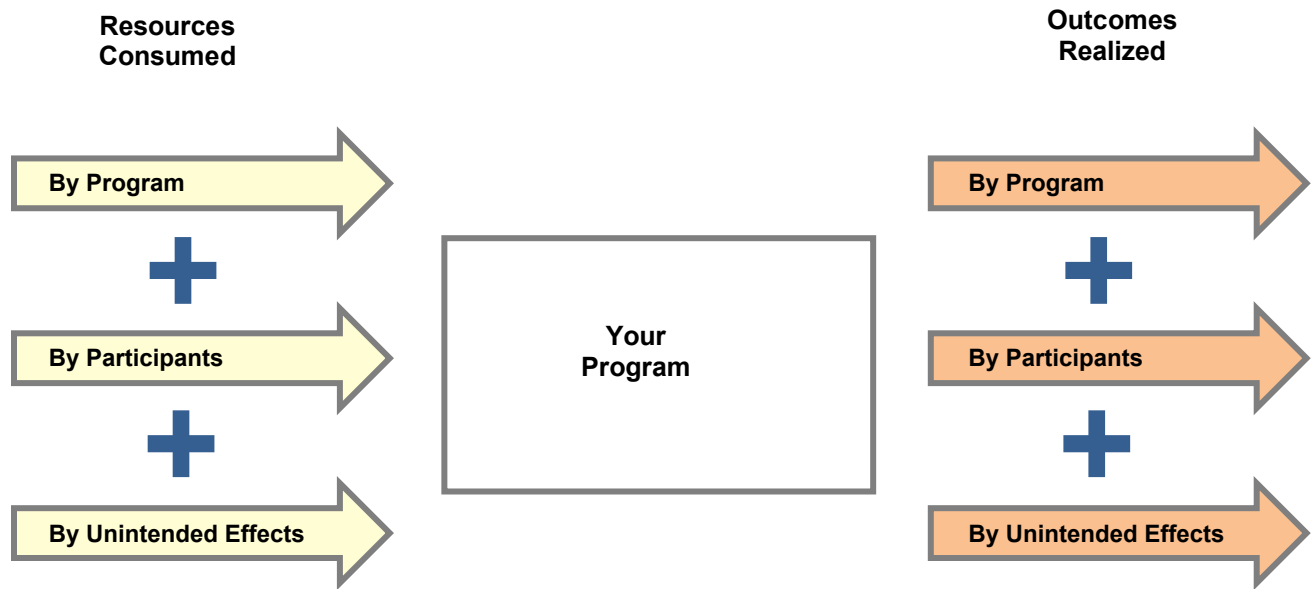 Resources
Consumed
By Program
By Participants
By Unintended Effects
Your
Program
Outcomes
Realized
By Program
By Participants
By Unintended Effects